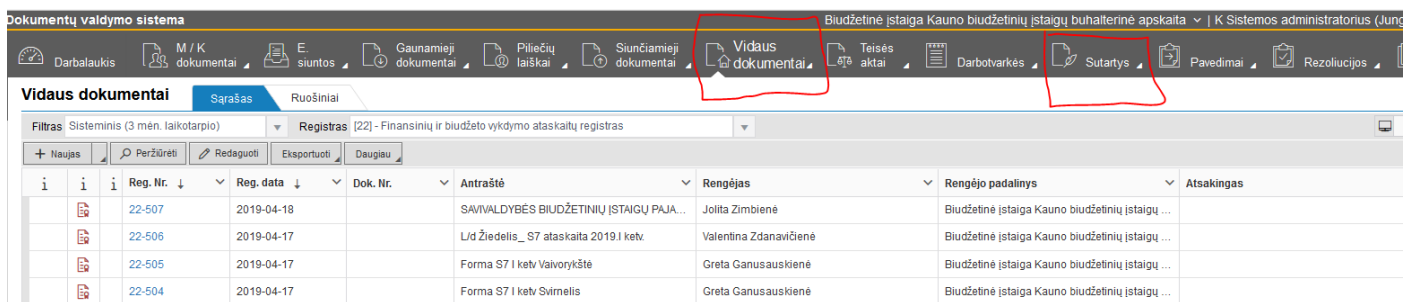 Dokumentų valdymo sistema
Biudžetinė įstaiga Kauno biudžetinių įstaigų buhalterinė apskaita | K Sistemos administratorius (Jung
Darbalaukis
M / K dokumentai
E. siuntos
Gaunamieji dokumentai
Piliečių laiškai
Siunčiamieji dokumentai
Vidaus dokumentai
Teisės aktai
Darbotvarkės
Sutartys
Pavedimai
Rezoliucijos
Vidaus dokumentai Sąrašas Ruošiniai
Filtras Sisteminis (3 mėn. laikotarpio) Registras [22] - Finansinių ir biudžeto vykdymo ataskaitų registras
+ Naujas Peržiūrėti Redaguoti Eksportuoti Daugiau
i i i Reg. Nr. ↓ Reg. data ↓ Dok. Nr. Antraštė Rengėjas Rengėjo padalinys Atsakingas
22-507 2019-04-18 SAVIVALDYBĖS BIUDŽETINIŲ ĮSTAIGŲ PAJA... Jolita Zimbienė Biudžetinė įstaiga Kauno biudžetinių įstaigų ...
22-506 2019-04-17 L/d Žiedelis_ S7 ataskaita 2019.I ketv. Valentina Zdanavičienė Biudžetinė įstaiga Kauno biudžetinių įstaigų ...
22-505 2019-04-17 Forma S7 I ketv Vaivorykštė Greta Ganusauskienė Biudžetinė įstaiga Kauno biudžetinių įstaigų ...
22-504 2019-04-17 Forma S7 I ketv Svirnelis Greta Ganusauskienė Biudžetinė įstaiga Kauno biudžetinių įstaigų ...